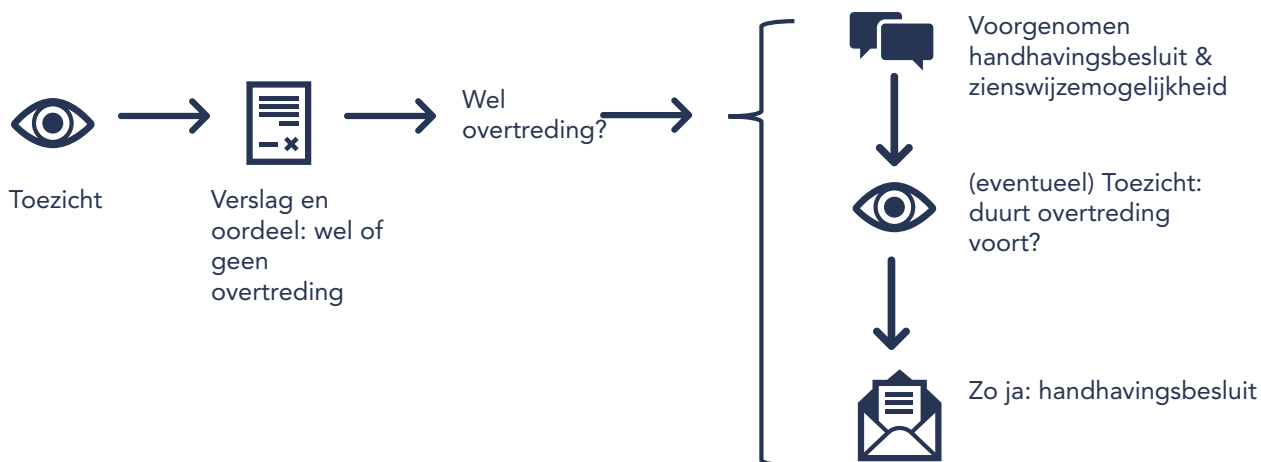 Toezicht
Verslag en
oordeel: wel of
geen
overtreding
Wel
overtreding?
Voorgenomen
handhavingsbesluit &
zienswijzemogelijkheid
(eventueel) Toezicht:
duurt overtreding
voort?
Zo ja: handhavingsbesluit